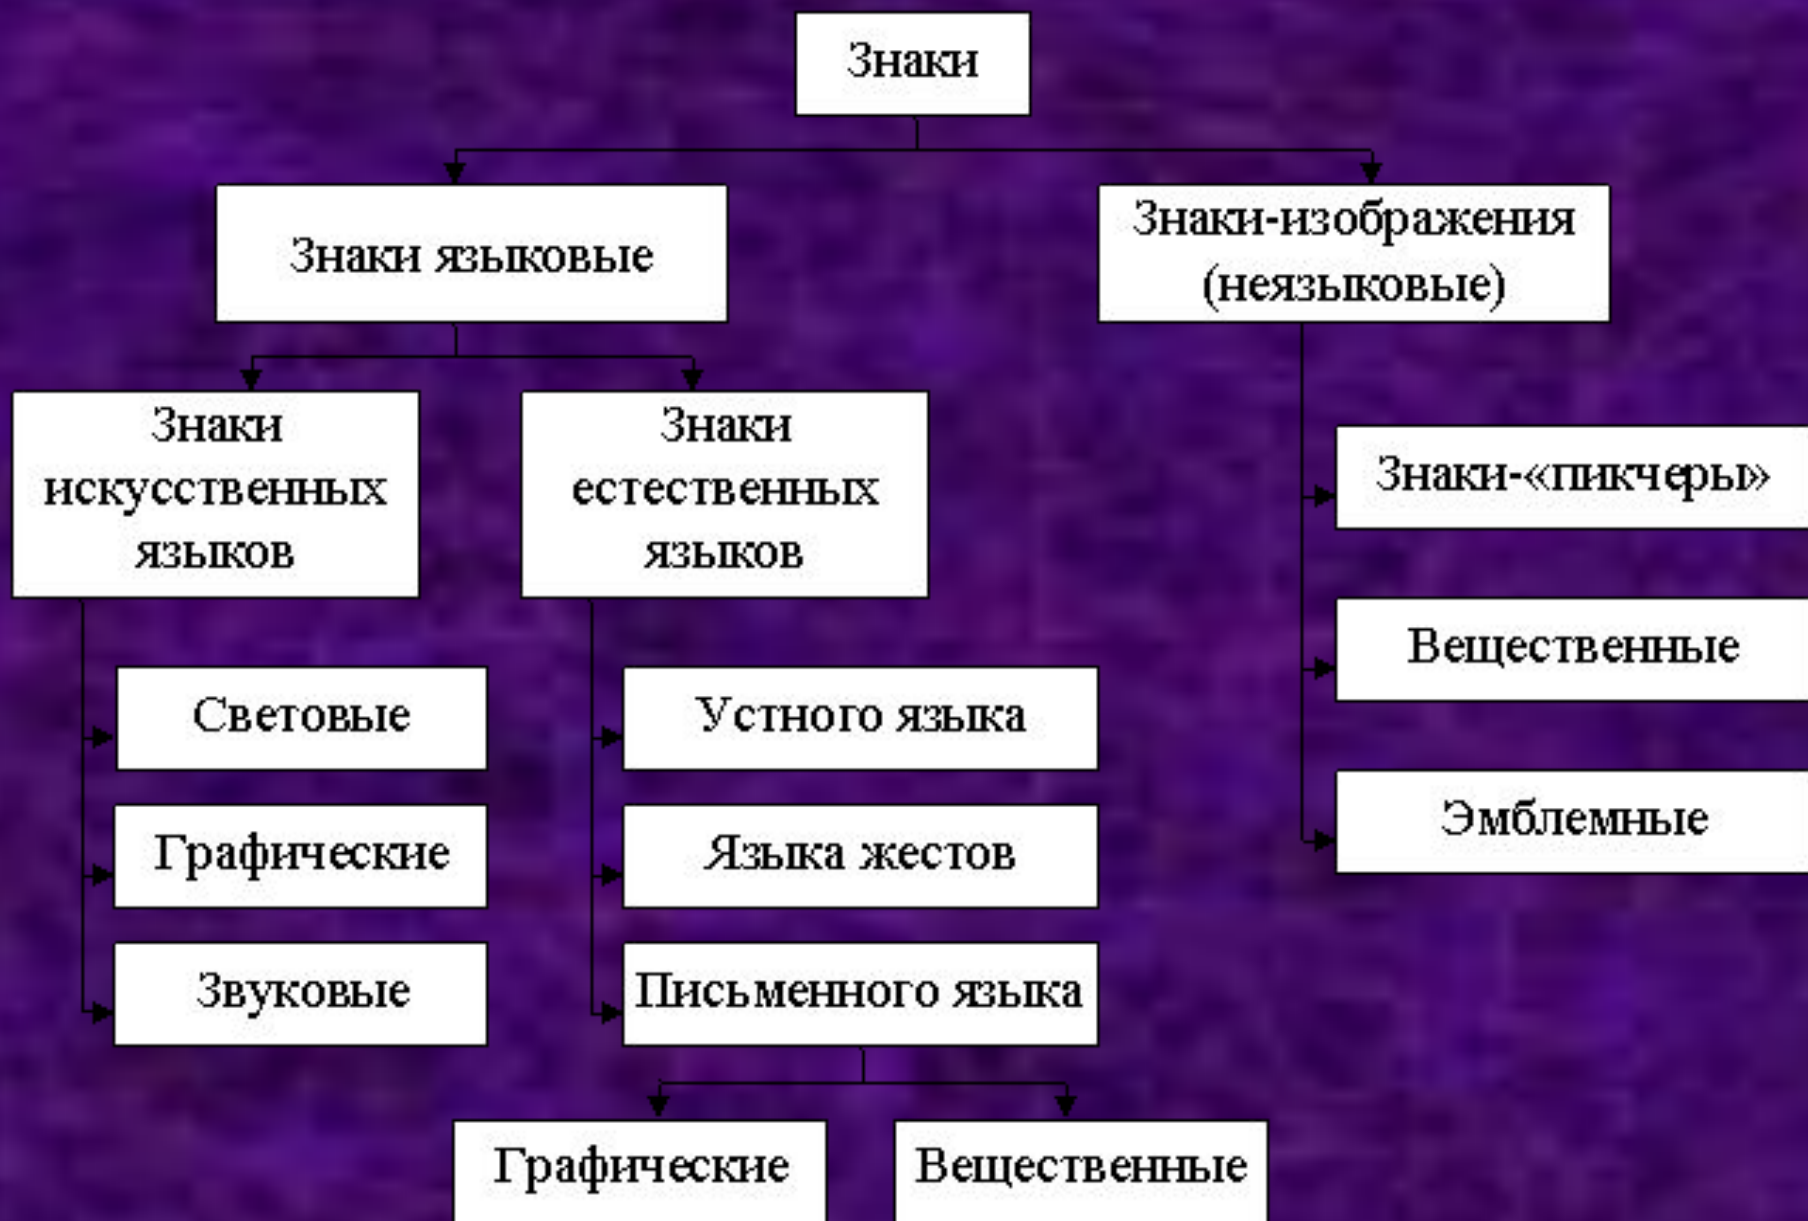 Знаки
Знаки языковые
Знаки-изображения
(неязыковые)
Знаки
искусственных
языков
Знаки
естественных
языков
Знаки-«пикчеры»
Вещественные
Эмблемные
Световые
Графические
Звуковые
Устного языка
Языка жестов
Письменного языка
Графические
Вещественные